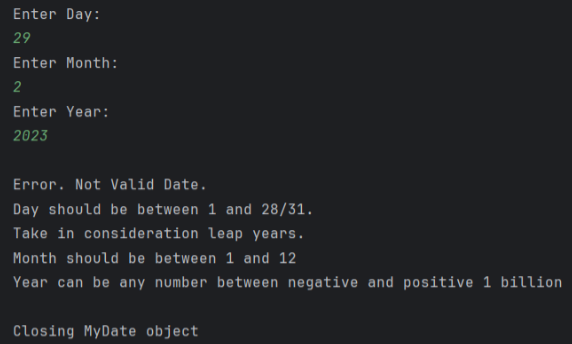 Enter Day:
29
Enter Month:
2
Enter Year:
2023
Error. Not Valid Date.
Day should be between 1 and 28/31.
Take in consideration leap years.
Month should be between 1 and 12
Year can be any number between negative and positive 1 billion
Closing MyDate object